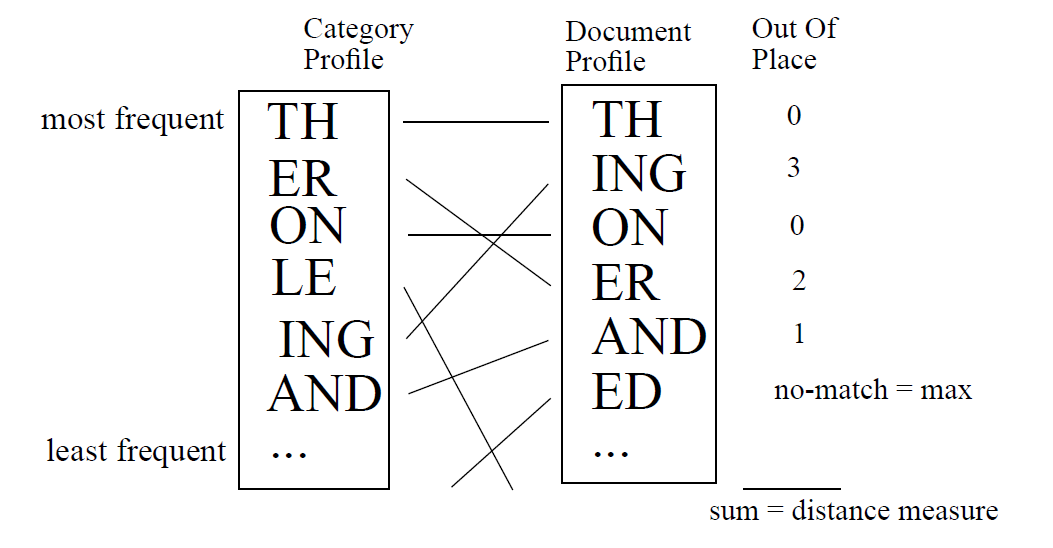 Category
Profile
Document
Profile
Out Of
Place
most frequent
TH
TH
0
ER
ING
3
ON
ON
0
LE
ER
2
ING
AND
1
AND
ED
no-match = max
least frequent
...
...
sum = distance measure